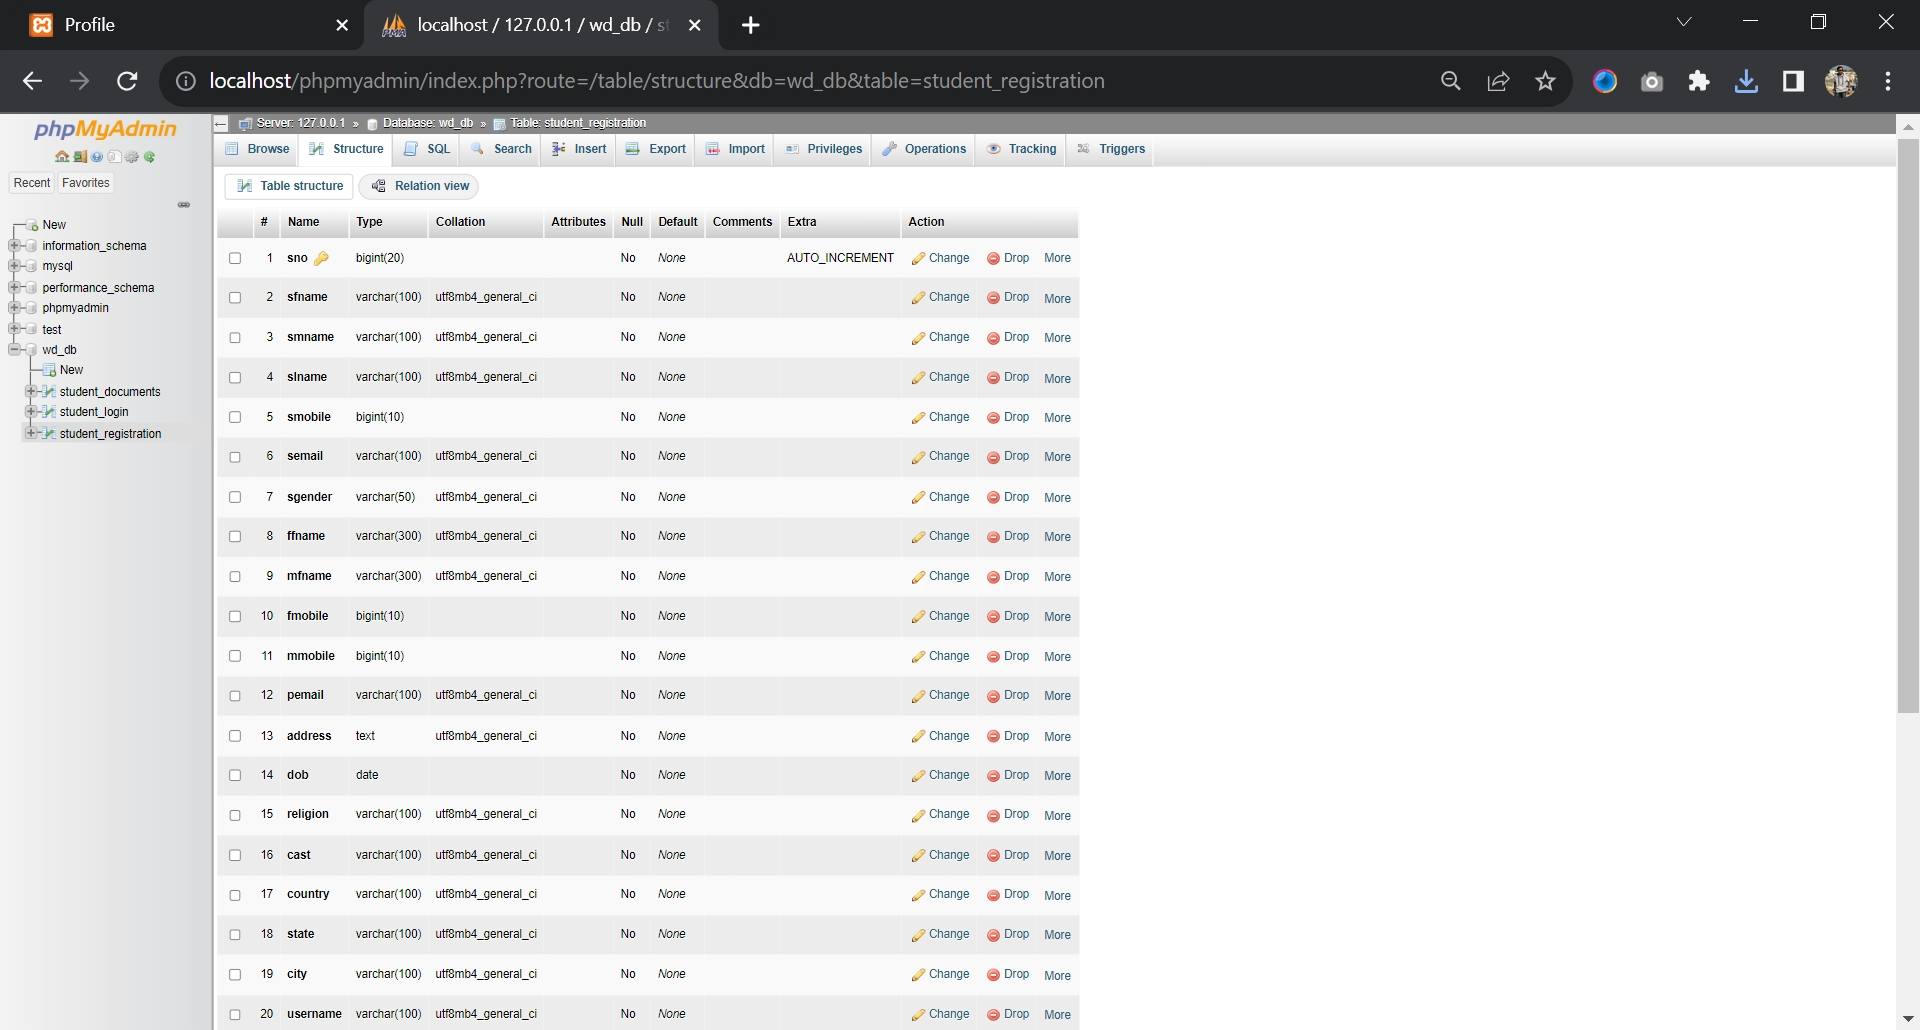 Profile
localhost / 127.0.0.1 / wd_db /
localhost/phpmyadmin/index.php?route=/table/structure&db=wd_db&table=student_registration
phpMyAdmin
Recent Favorites
New
information_schema
mysql
performance_schema
phpmyadmin
test
wd_db
New
student_documents
student_login
student_registration
Server: 127.0.0.1 » Database: wd_db » Table: student_registration
Browse Structure SQL Search Insert Export Import Privileges Operations Tracking Triggers
Table structure Relation view
# Name Type Collation Attributes Null Default Comments Extra Action
1 sno bigint(20) No None AUTO_INCREMENT Change Drop More
2 sfname varchar(100) utf8mb4_general_ci No None Change Drop More
3 smname varchar(100) utf8mb4_general_ci No None Change Drop More
4 slname varchar(100) utf8mb4_general_ci No None Change Drop More
5 smobile bigint(10) No None Change Drop More
6 semail varchar(100) utf8mb4_general_ci No None Change Drop More
7 sgender varchar(50) utf8mb4_general_ci No None Change Drop More
8 ffname varchar(300) utf8mb4_general_ci No None Change Drop More
9 mfname varchar(300) utf8mb4_general_ci No None Change Drop More
10 fmobile bigint(10) No None Change Drop More
11 mmobile bigint(10) No None Change Drop More
12 pemail varchar(100) utf8mb4_general_ci No None Change Drop More
13 address text utf8mb4_general_ci No None Change Drop More
14 dob date No None Change Drop More
15 religion varchar(100) utf8mb4_general_ci No None Change Drop More
16 cast varchar(100) utf8mb4_general_ci No None Change Drop More
17 country varchar(100) utf8mb4_general_ci No None Change Drop More
18 state varchar(100) utf8mb4_general_ci No None Change Drop More
19 city varchar(100) utf8mb4_general_ci No None Change Drop More
20 username varchar(100) utf8mb4_general_ci No None Change Drop More